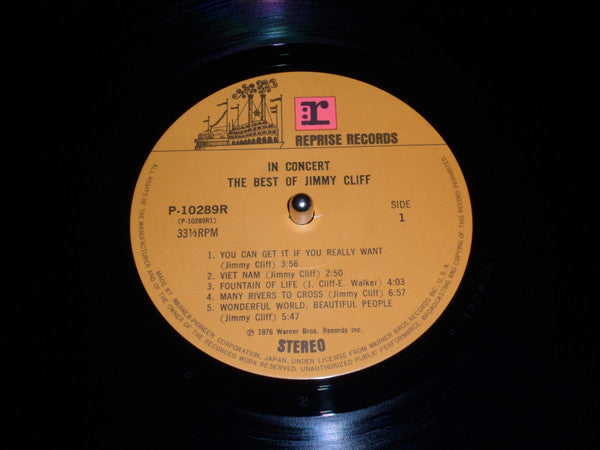 r
REPRISE RECORDS
IN CONCERT
THE BEST OF JIMMY CLIFF
P-10289R
(P-10289R1)
33⅓RPM
SIDE
1
1. YOU CAN GET IT IF YOU REALLY WANT
(Jimmy Cliff) 3:56
2. VIET NAM (Jimmy Cliff) 2:50
3. FOUNTAIN OF LIFE (J. Cliff-E. Walker) 4:03
4. MANY RIVERS TO CROSS (Jimmy Cliff) 6:57
5. WONDERFUL WORLD, BEAUTIFUL PEOPLE
(Jimmy Cliff) 5:47
℗ 1976 Warner Bros. Records Inc.
STEREO
ALL RIGHTS OF THE MANUFACTURER AND OF THE OWNER OF THE RECORDED WORK RESERVED. UNAUTHORIZED PUBLIC PERFORMANCE, BROADCASTING AND COPYING OF THIS RECORD PROHIBITED
MADE BY WARNER-PIONEER CORPORATION, JAPAN, UNDER LICENSE FROM WARNER BROS. RECORDS INC., U.S.A.